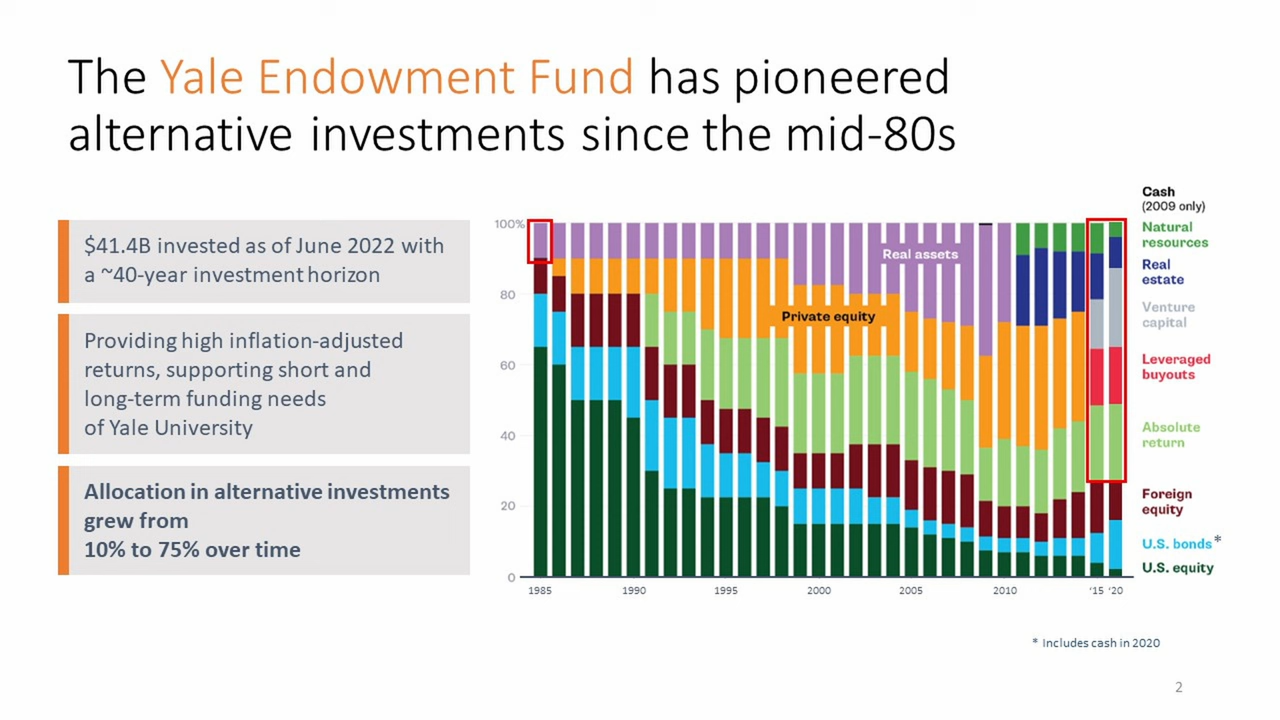 The Yale Endowment Fund has pioneered
alternative investments since the mid-80s
$41.4B invested as of June 2022 with
a ~40-year investment horizon
Providing high inflation-adjusted
returns, supporting short and
long-term funding needs
of Yale University
Allocation in alternative investments
grew from
10% to 75% over time
100%
80
60
40
20
0
Real assets
Private equity
1985
1990
1995
2000
2005
2010
'15 '20
Cash
(2009 only)
Natural
resources
Real
estate
Venture
capital
Leveraged
buyouts
Absolute
return
Foreign
equity
U.S. bonds*
U.S. equity
* Includes cash in 2020
2